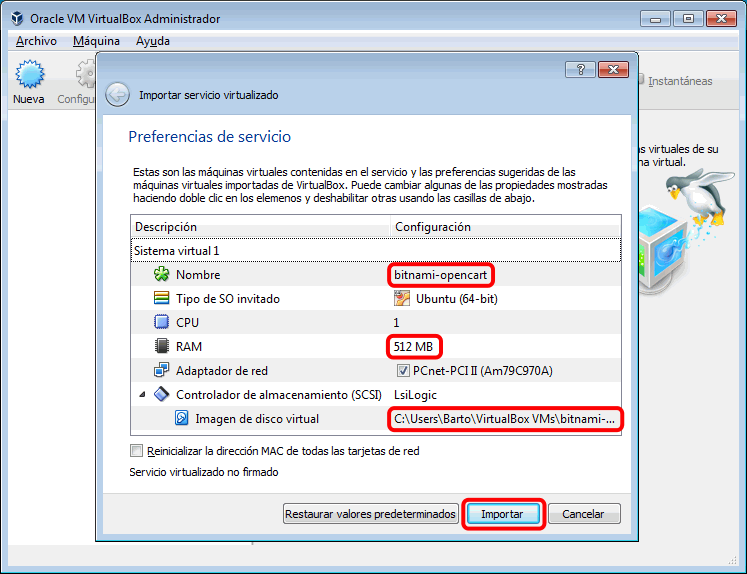 Oracle VM VirtualBox Administrador
Archivo Máquina Ayuda
Nueva
Instantáneas
Importar servicio virtualizado
Preferencias de servicio
virtuales de su
virtual.
Estas son las máquinas virtuales contenidas en el servicio y las preferencias sugeridas de las
máquinas virtuales importadas de VirtualBox. Puede cambiar algunas de las propiedades mostradas
haciendo doble clic en los elemenos y deshabilitar otras usando las casillas de abajo.
Descripción Configuración
Sistema virtual 1
Nombre bitnami-opencart
Tipo de SO invitado Ubuntu (64-bit)
CPU 1
RAM 512 MB
Adaptador de red PCnet-PCI II (Am79C970A)
Controlador de almacenamiento (SCSI) LsiLogic
Imagen de disco virtual C:\Users\Barto\VirtualBox VMs\bitnami-...
Reinicializar la dirección MAC de todas las tarjetas de red
Servicio virtualizado no firmado
Restaurar valores predeterminados Importar Cancelar